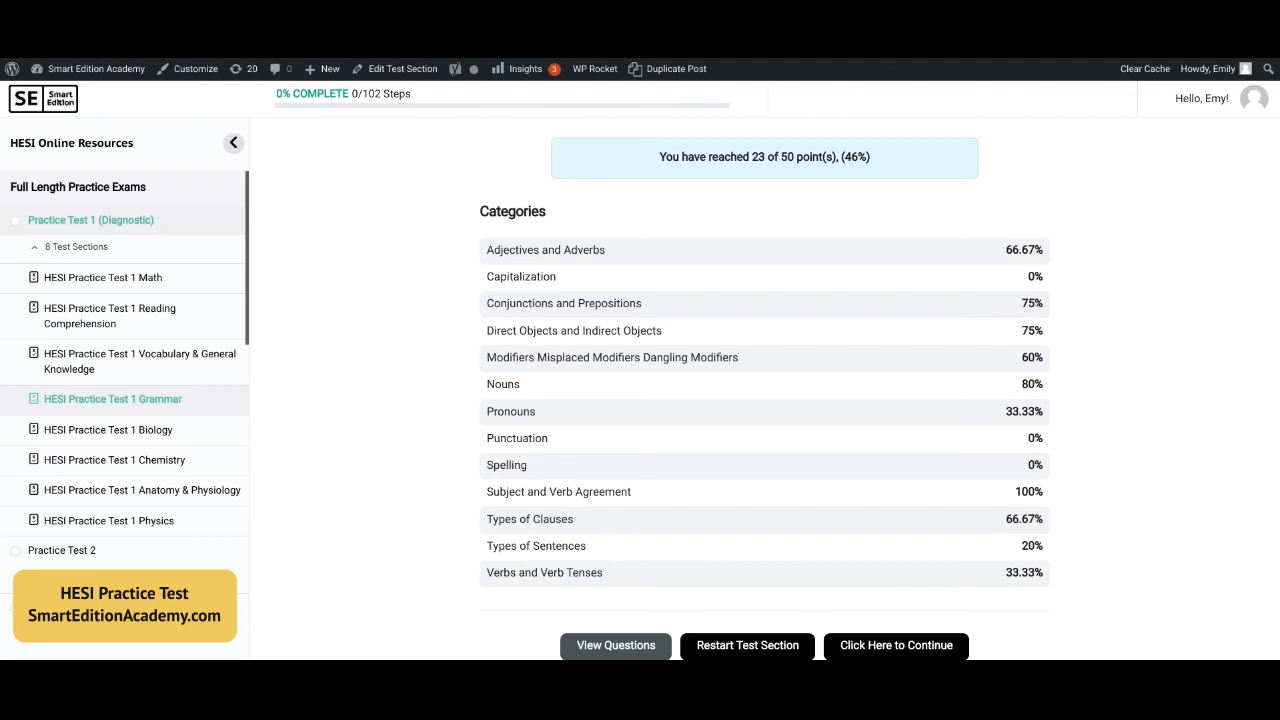 Smart Edition Academy Customize 20 0 New Edit Test Section Insights 3 WP Rocket Duplicate Post Clear Cache Howdy, Emily
SE Smart Edition
0% COMPLETE 0/102 Steps
Hello, Emy!
HESI Online Resources
Full Length Practice Exams
Practice Test 1 (Diagnostic)
8 Test Sections
HESI Practice Test 1 Math
HESI Practice Test 1 Reading
Comprehension
HESI Practice Test 1 Vocabulary & General
Knowledge
HESI Practice Test 1 Grammar
HESI Practice Test 1 Biology
HESI Practice Test 1 Chemistry
HESI Practice Test 1 Anatomy & Physiology
HESI Practice Test 1 Physics
Practice Test 2
HESI Practice Test
SmartEditionAcademy.com
You have reached 23 of 50 point(s), (46%)
Categories
Adjectives and Adverbs 66.67%
Capitalization 0%
Conjunctions and Prepositions 75%
Direct Objects and Indirect Objects 75%
Modifiers Misplaced Modifiers Dangling Modifiers 60%
Nouns 80%
Pronouns 33.33%
Punctuation 0%
Spelling 0%
Subject and Verb Agreement 100%
Types of Clauses 66.67%
Types of Sentences 20%
Verbs and Verb Tenses 33.33%
View Questions Restart Test Section Click Here to Continue